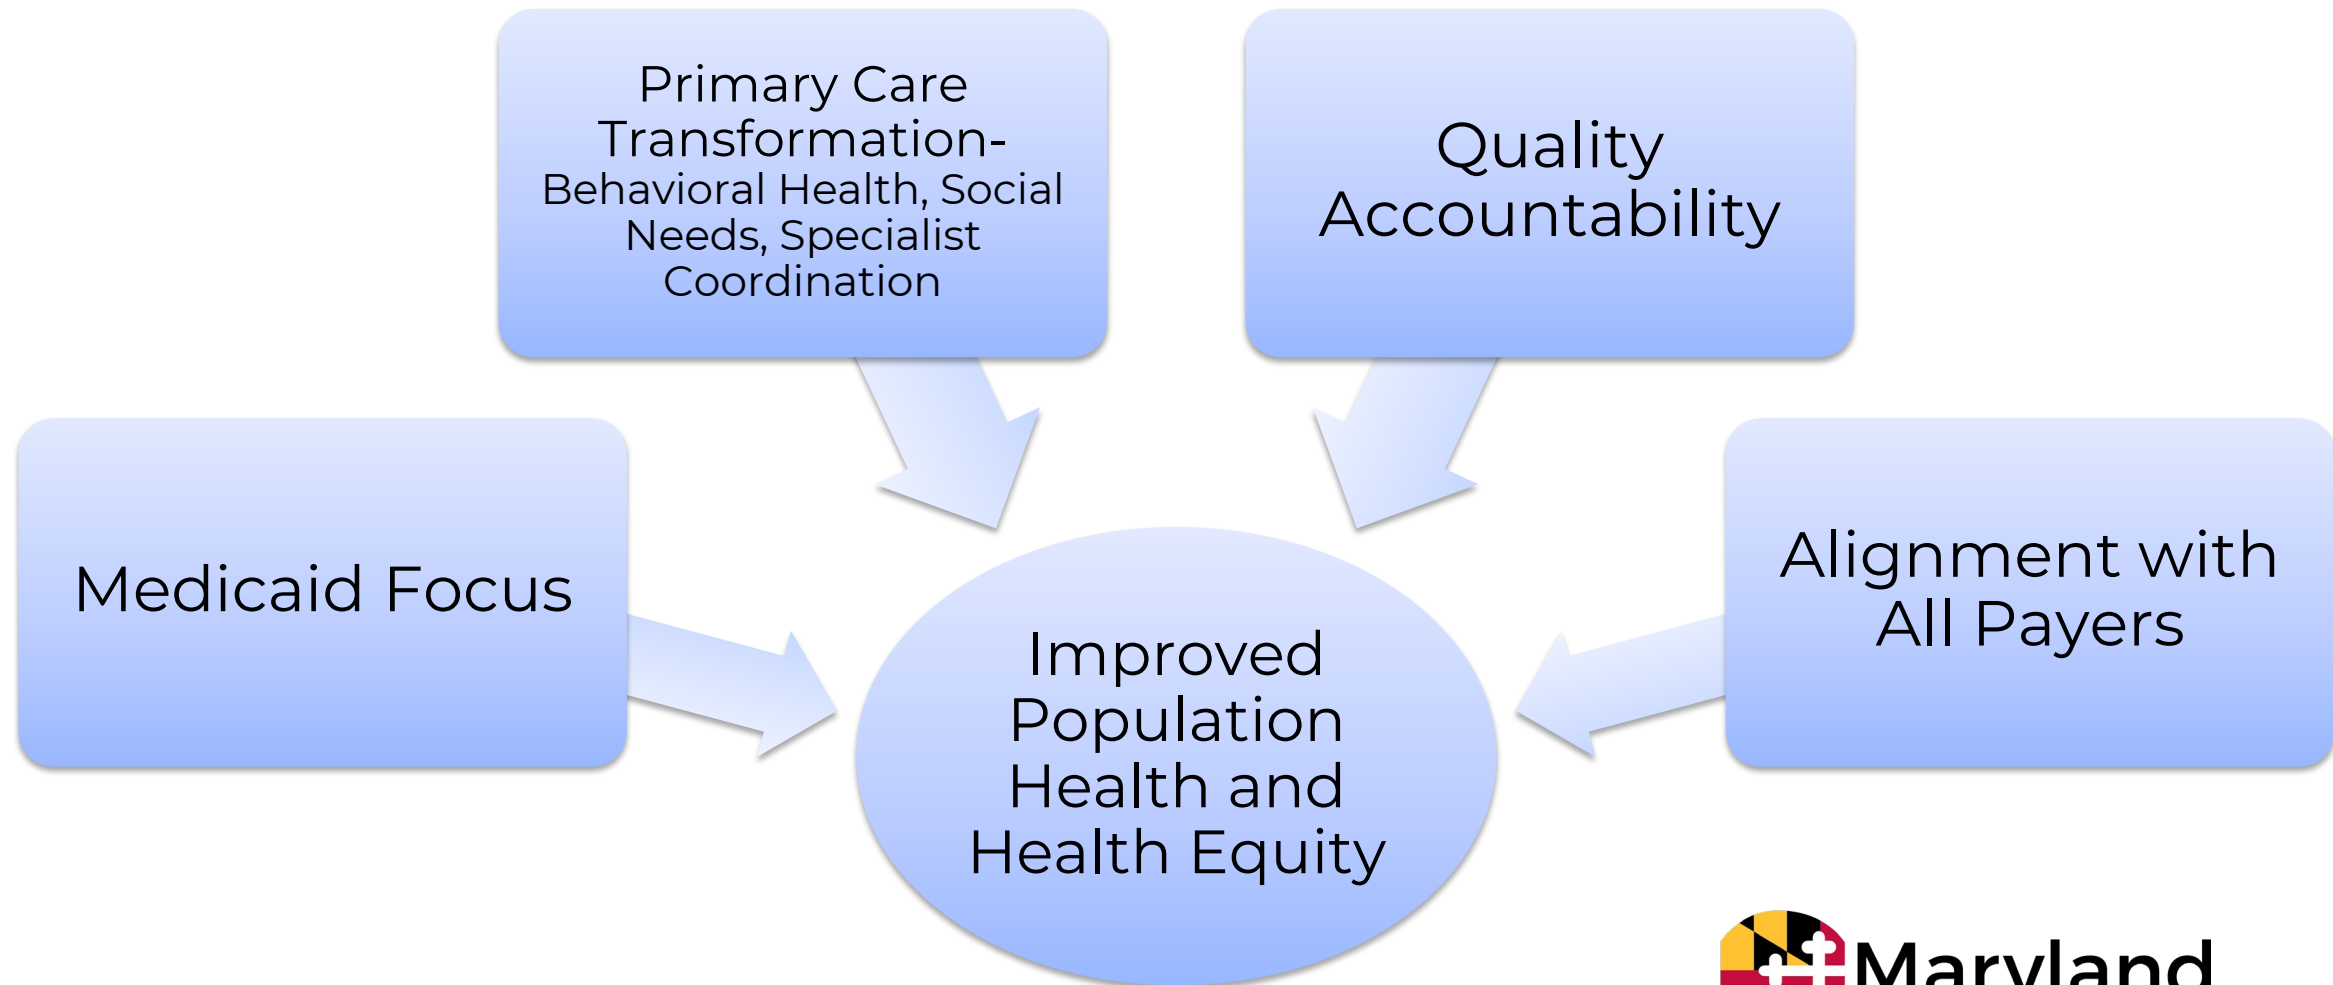 Primary Care
Transformation-
Behavioral Health, Social
Needs, Specialist
Coordination
Quality
Accountability
Medicaid Focus
Alignment with
All Payers
Improved
Population
Health and
Health Equity
Maryland